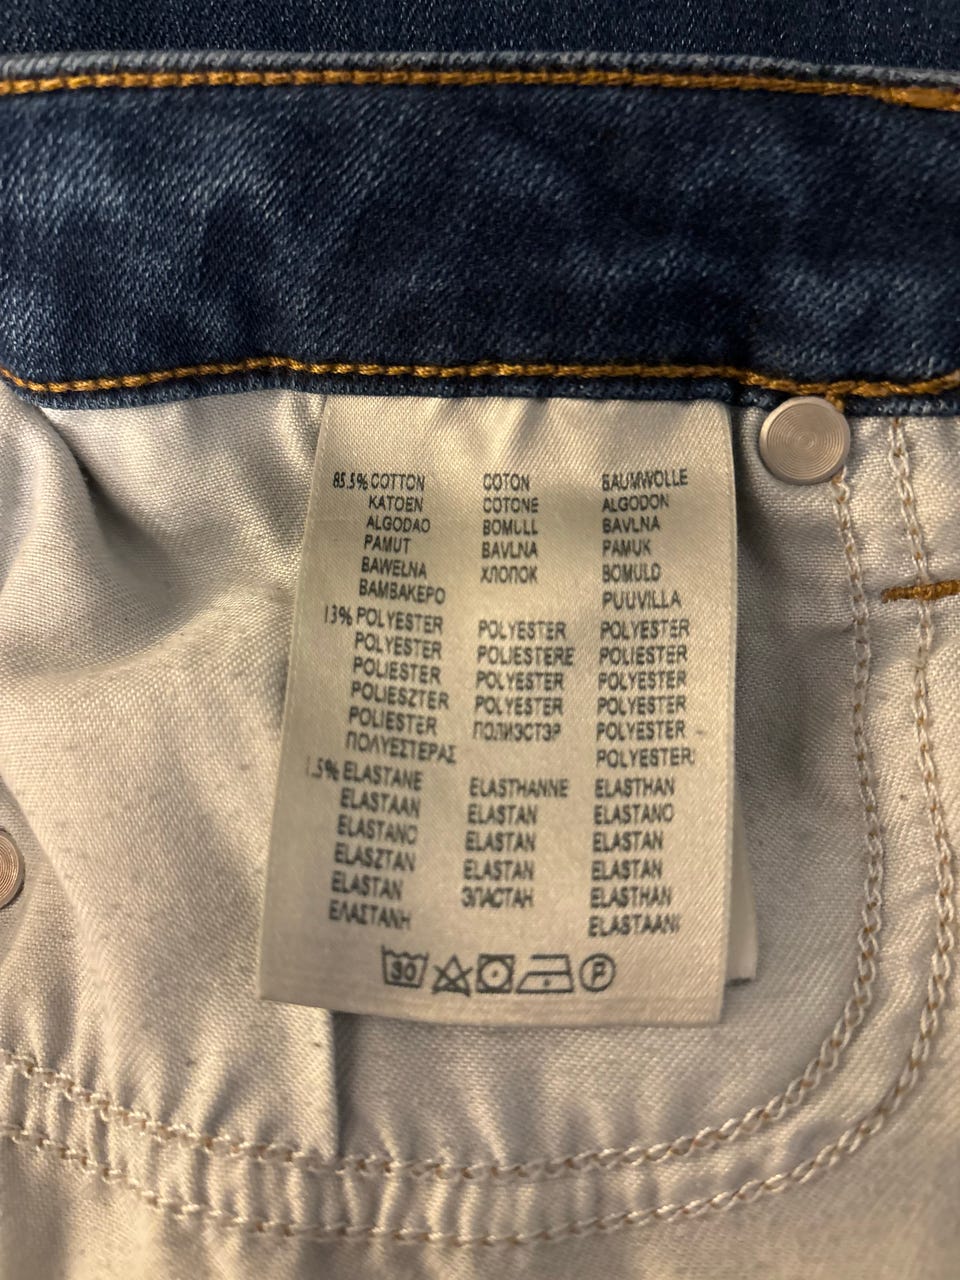 85.5% COTTON COTON BAUMWOLLE
KATOEN COTONE ALGODON
ALGODAO BOMULL BAVLNA
PAMUT BAVLNA PAMUK
BAWELNA ХЛОПОК BOMULD
ΒΑΜΒΑΚΕΡΟ PUUVILLA
13% POLYESTER POLYESTER POLYESTER
POLYESTER POLIESTERE POLIESTER
POLIESTER POLYESTER POLYESTER
POLIESZTER POLYESTER POLYESTER
POLIESTER ПОЛИЭСТЭР POLYESTER
ΠΟΛΥΕΣΤΕΡΑΣ POLYESTERI
1.5% ELASTANE ELASTHANNE ELASTHAN
ELASTAAN ELASTAN ELASTANO
ELASTANO ELASTAN ELASTAN
ELASZTAN ELASTAN ELASTAN
ELASTAN ЭЛАСТАН ELASTHAN
ΕΛΑΣΤΑΝΗ ELASTAANI
30 P